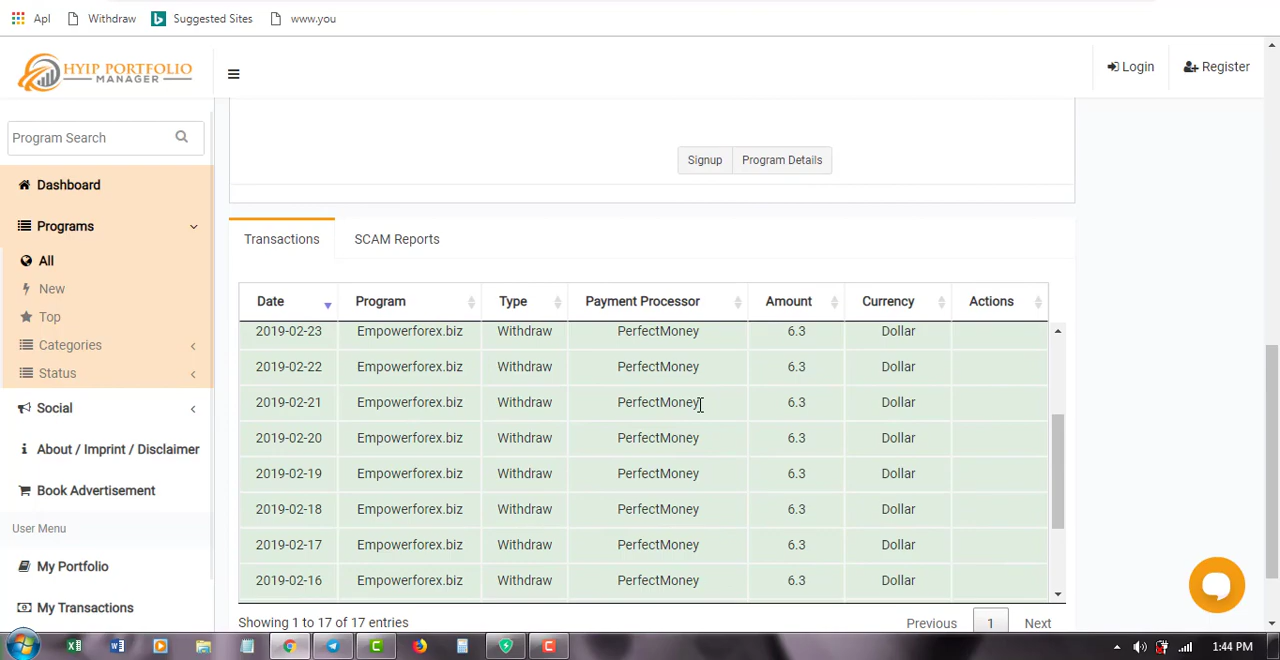 Apl Withdraw Suggested Sites www.you
HYIP PORTFOLIO
MANAGER
Login Register
Program Search
Dashboard
Programs
All
New
Top
Categories
Status
Social
About / Imprint / Disclaimer
Book Advertisement
User Menu
My Portfolio
My Transactions
Signup Program Details
Transactions SCAM Reports
Date Program Type Payment Processor Amount Currency Actions
2019-02-23 Empowerforex.biz Withdraw PerfectMoney 6.3 Dollar
2019-02-22 Empowerforex.biz Withdraw PerfectMoney 6.3 Dollar
2019-02-21 Empowerforex.biz Withdraw PerfectMoney 6.3 Dollar
2019-02-20 Empowerforex.biz Withdraw PerfectMoney 6.3 Dollar
2019-02-19 Empowerforex.biz Withdraw PerfectMoney 6.3 Dollar
2019-02-18 Empowerforex.biz Withdraw PerfectMoney 6.3 Dollar
2019-02-17 Empowerforex.biz Withdraw PerfectMoney 6.3 Dollar
2019-02-16 Empowerforex.biz Withdraw PerfectMoney 6.3 Dollar
Showing 1 to 17 of 17 entries Previous 1 Next
1:44 PM